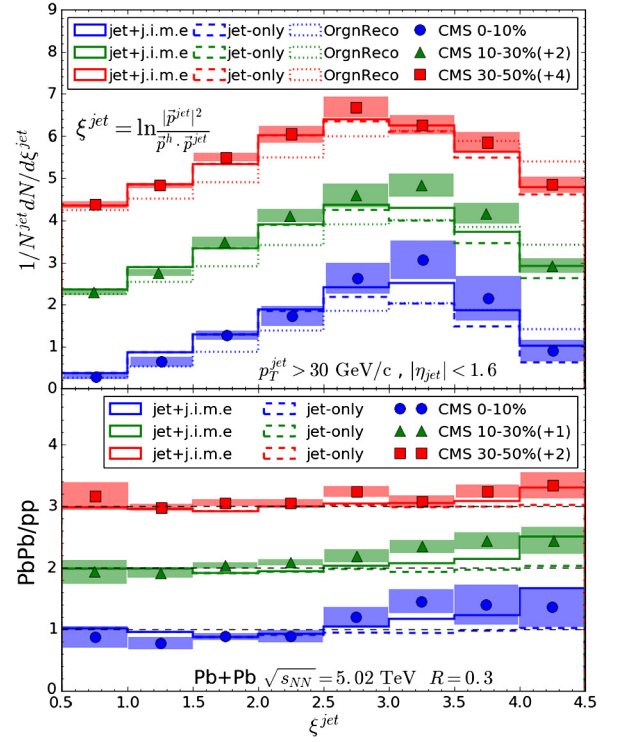 jet+j.i.m.e jet-only OrgnReco CMS 0-10%
jet+j.i.m.e jet-only OrgnReco CMS 10-30%(+2)
jet+j.i.m.e jet-only OrgnReco CMS 30-50%(+4)
ξ^{jet} = ln |p⃗^{jet}|² / p⃗^h · p⃗^{jet}
1/N^{jet} dN/dξ^{jet}
9
8
7
6
5
4
3
2
1
0
p_T^{jet} > 30 GeV/c , |η_{jet}| < 1.6
jet+j.i.m.e jet-only CMS 0-10%
jet+j.i.m.e jet-only CMS 10-30%(+1)
jet+j.i.m.e jet-only CMS 30-50%(+2)
PbPb/pp
4
3
2
1
0
Pb+Pb √s_{NN} = 5.02 TeV R = 0.3
0.5 1.0 1.5 2.0 2.5 3.0 3.5 4.0 4.5
ξ^{jet}